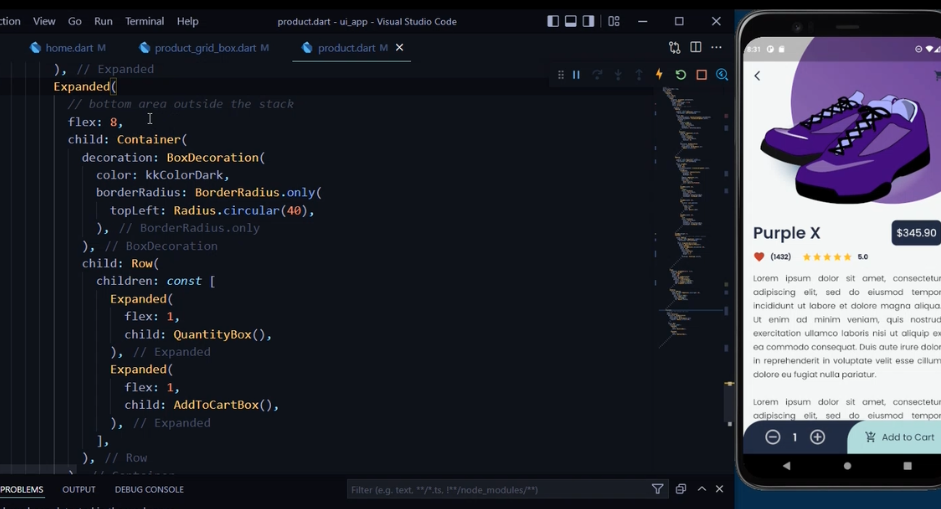 ction View Go Run Terminal Help
product.dart - ui_app - Visual Studio Code
home.dart M product_grid_box.dart M product.dart M
), // Expanded
Expanded(
// bottom area outside the stack
flex: 8,
child: Container(
decoration: BoxDecoration(
color: kkColorDark,
borderRadius: BorderRadius.only(
topLeft: Radius.circular(40),
), // BorderRadius.only
), // BoxDecoration
child: Row(
children: const [
Expanded(
flex: 1,
child: QuantityBox(),
), // Expanded
Expanded(
flex: 1,
child: AddToCartBox(),
), // Expanded
],
), // Row
), // Container
PROBLEMS OUTPUT DEBUG CONSOLE
Filter (e.g. text, **/*.ts, !**/node_modules/**)
8:31
Purple X
$345.90
(1432) 5.0
Lorem ipsum dolor sit amet, consectetur
adipiscing elit, sed do eiusmod tempor
incididunt ut labore et dolore magna aliqua.
Ut enim ad minim veniam, quis nostrud
exercitation ullamco laboris nisi ut aliquip ex
ea commodo consequat. Duis aute irure dolor
in reprehenderit in voluptate velit esse cillum
dolore eu fugiat nulla pariatur.
Lorem ipsum dolor sit amet, consectetur
adipiscing elit, sed do eiusmod tempor
1
Add to Cart